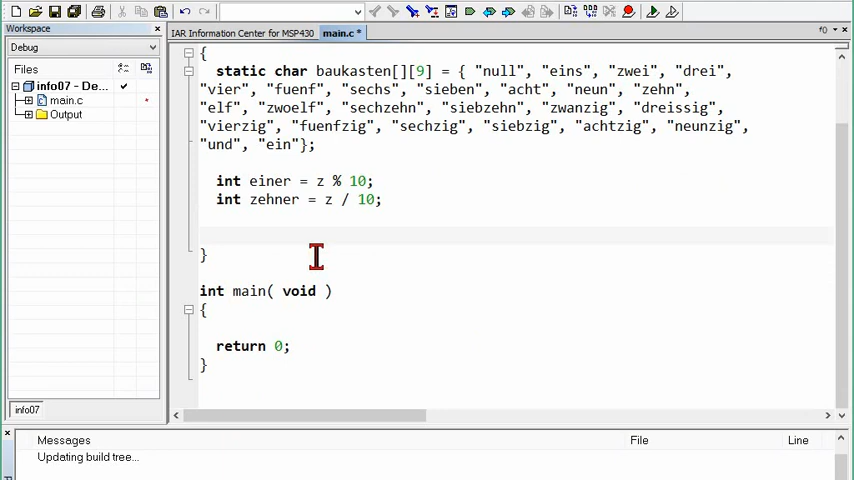 Workspace
IAR Information Center for MSP430 main.c *
f0
Debug
Files
info07 - De...
main.c
Output
{
static char baukasten[][9] = { "null", "eins", "zwei", "drei",
"vier", "fuenf", "sechs", "sieben", "acht", "neun", "zehn",
"elf", "zwoelf", "sechzehn", "siebzehn", "zwanzig", "dreissig",
"vierzig", "fuenfzig", "sechzig", "siebzig", "achtzig", "neunzig",
"und", "ein"};
int einer = z % 10;
int zehner = z / 10;
}
int main( void )
{
return 0;
}
info07
Messages File Line
Updating build tree...